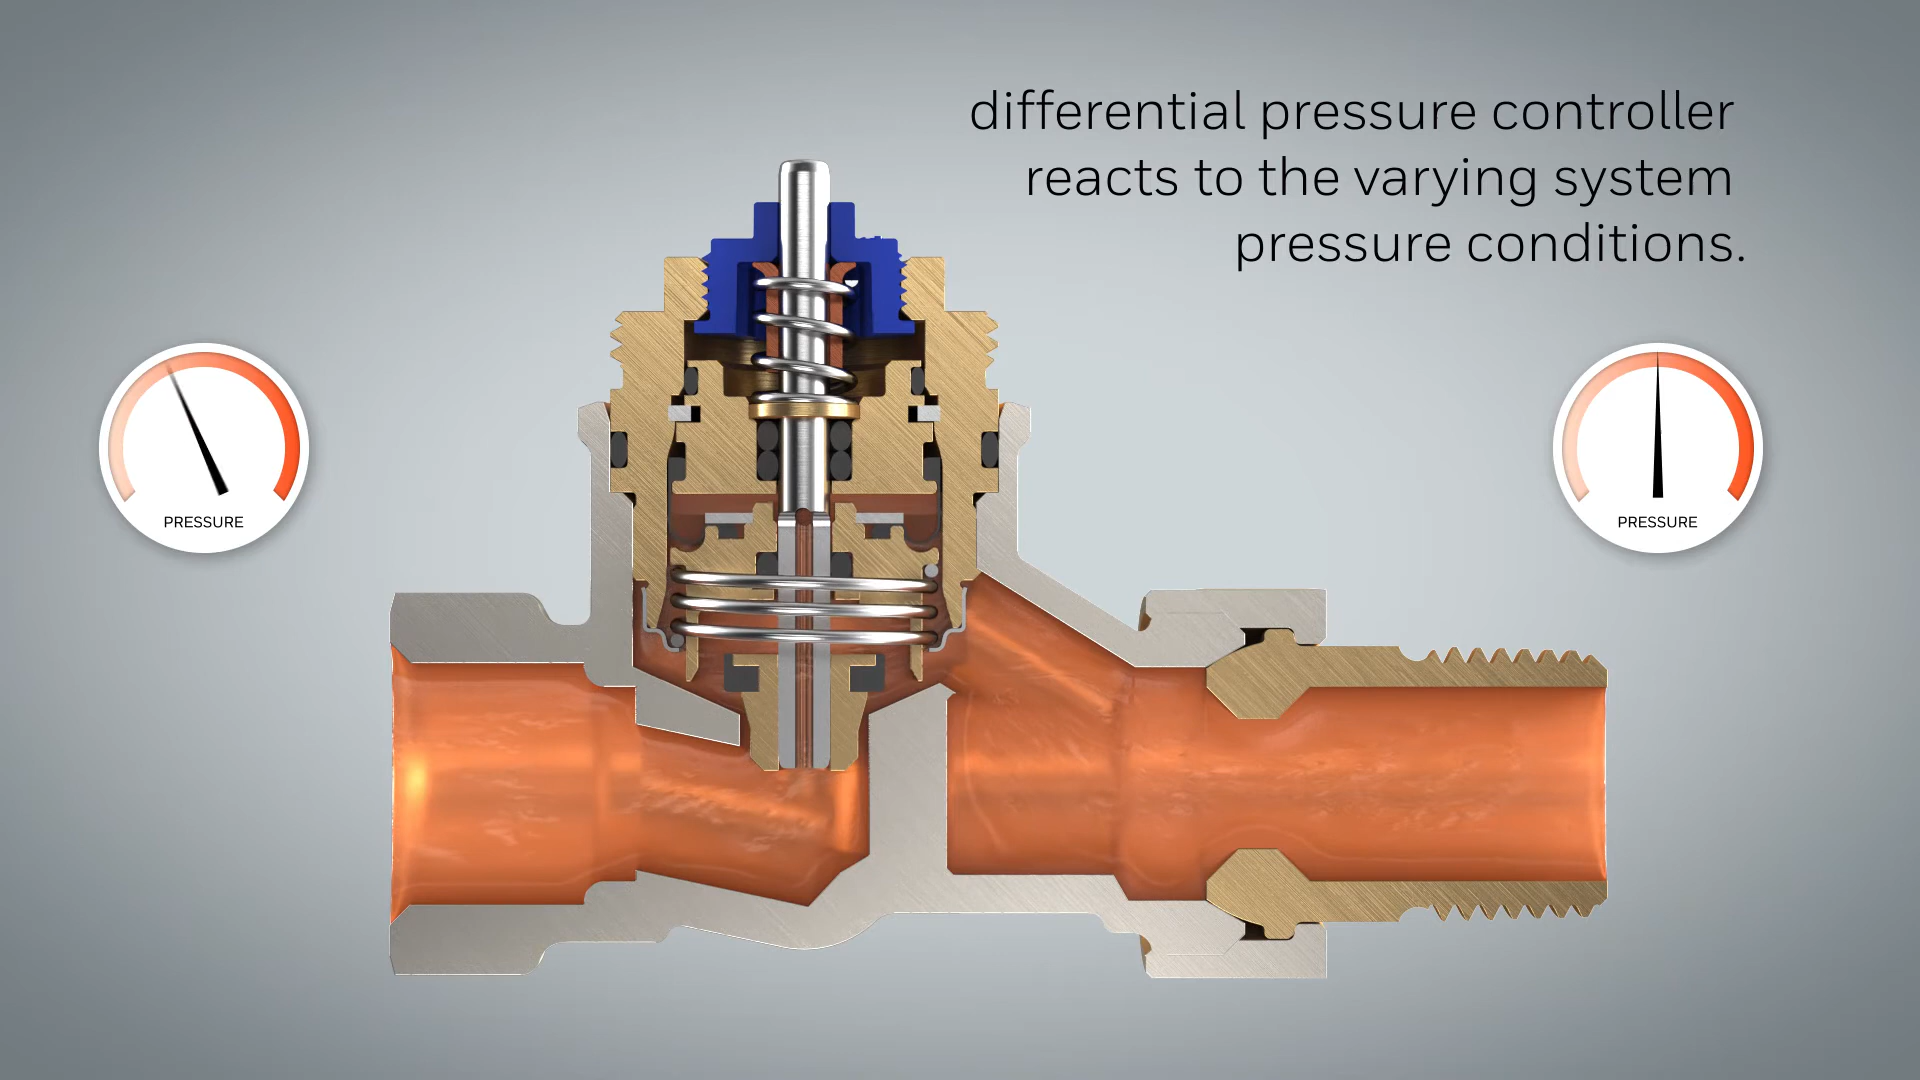 differential pressure controller
reacts to the varying system
pressure conditions.
PRESSURE
PRESSURE